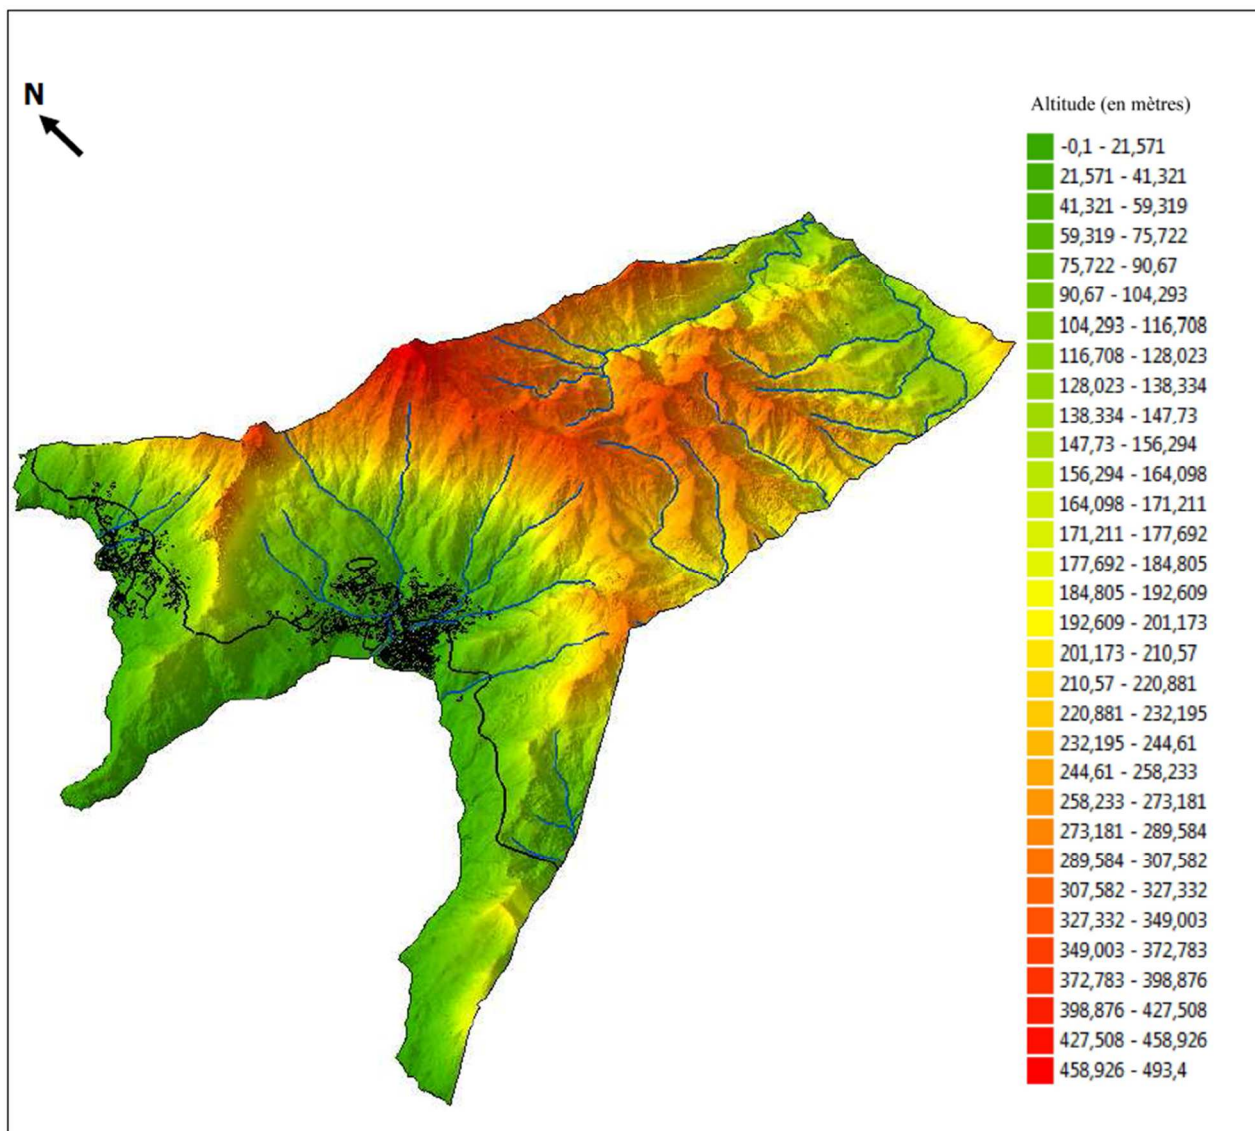 N
Altitude (en mètres)
-0,1 - 21,571
21,571 - 41,321
41,321 - 59,319
59,319 - 75,722
75,722 - 90,67
90,67 - 104,293
104,293 - 116,708
116,708 - 128,023
128,023 - 138,334
138,334 - 147,73
147,73 - 156,294
156,294 - 164,098
164,098 - 171,211
171,211 - 177,692
177,692 - 184,805
184,805 - 192,609
192,609 - 201,173
201,173 - 210,57
210,57 - 220,881
220,881 - 232,195
232,195 - 244,61
244,61 - 258,233
258,233 - 273,181
273,181 - 289,584
289,584 - 307,582
307,582 - 327,332
327,332 - 349,003
349,003 - 372,783
372,783 - 398,876
398,876 - 427,508
427,508 - 458,926
458,926 - 493,4